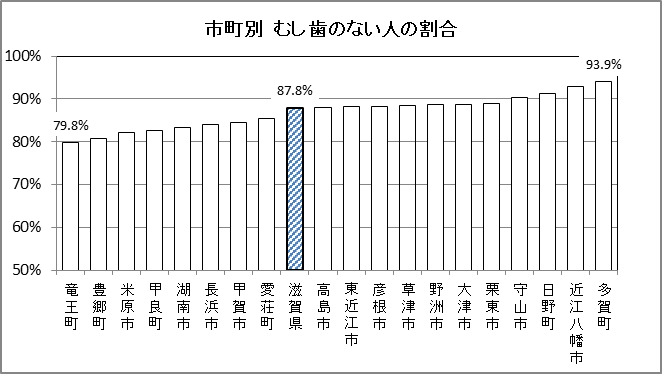 市町別 むし歯のない人の割合
100%
90%
80%
70%
60%
50%
79.8%
87.8%
93.9%
竜王町
豊郷町
米原市
甲良町
湖南市
長浜市
甲賀市
愛荘町
滋賀県
高島市
東近江市
彦根市
草津市
野洲市
大津市
栗東市
守山市
日野町
近江八幡市
多賀町